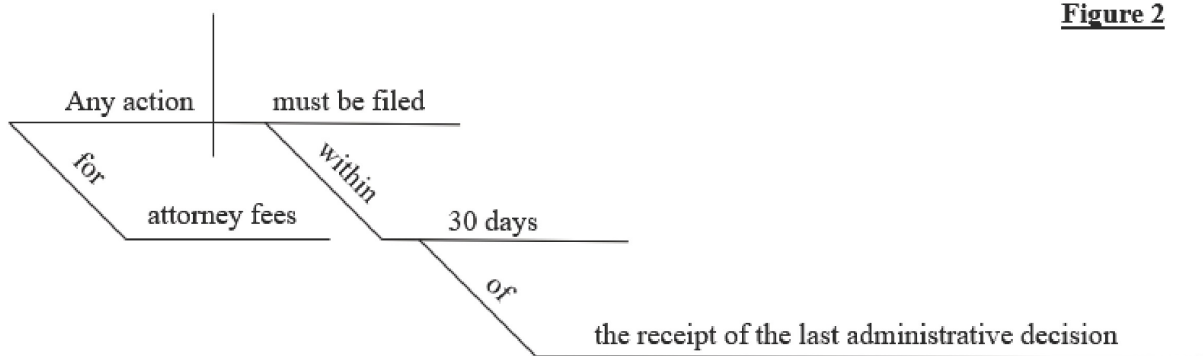 Figure 2
Any action must be filed
for
within
attorney fees
30 days
of
the receipt of the last administrative decision